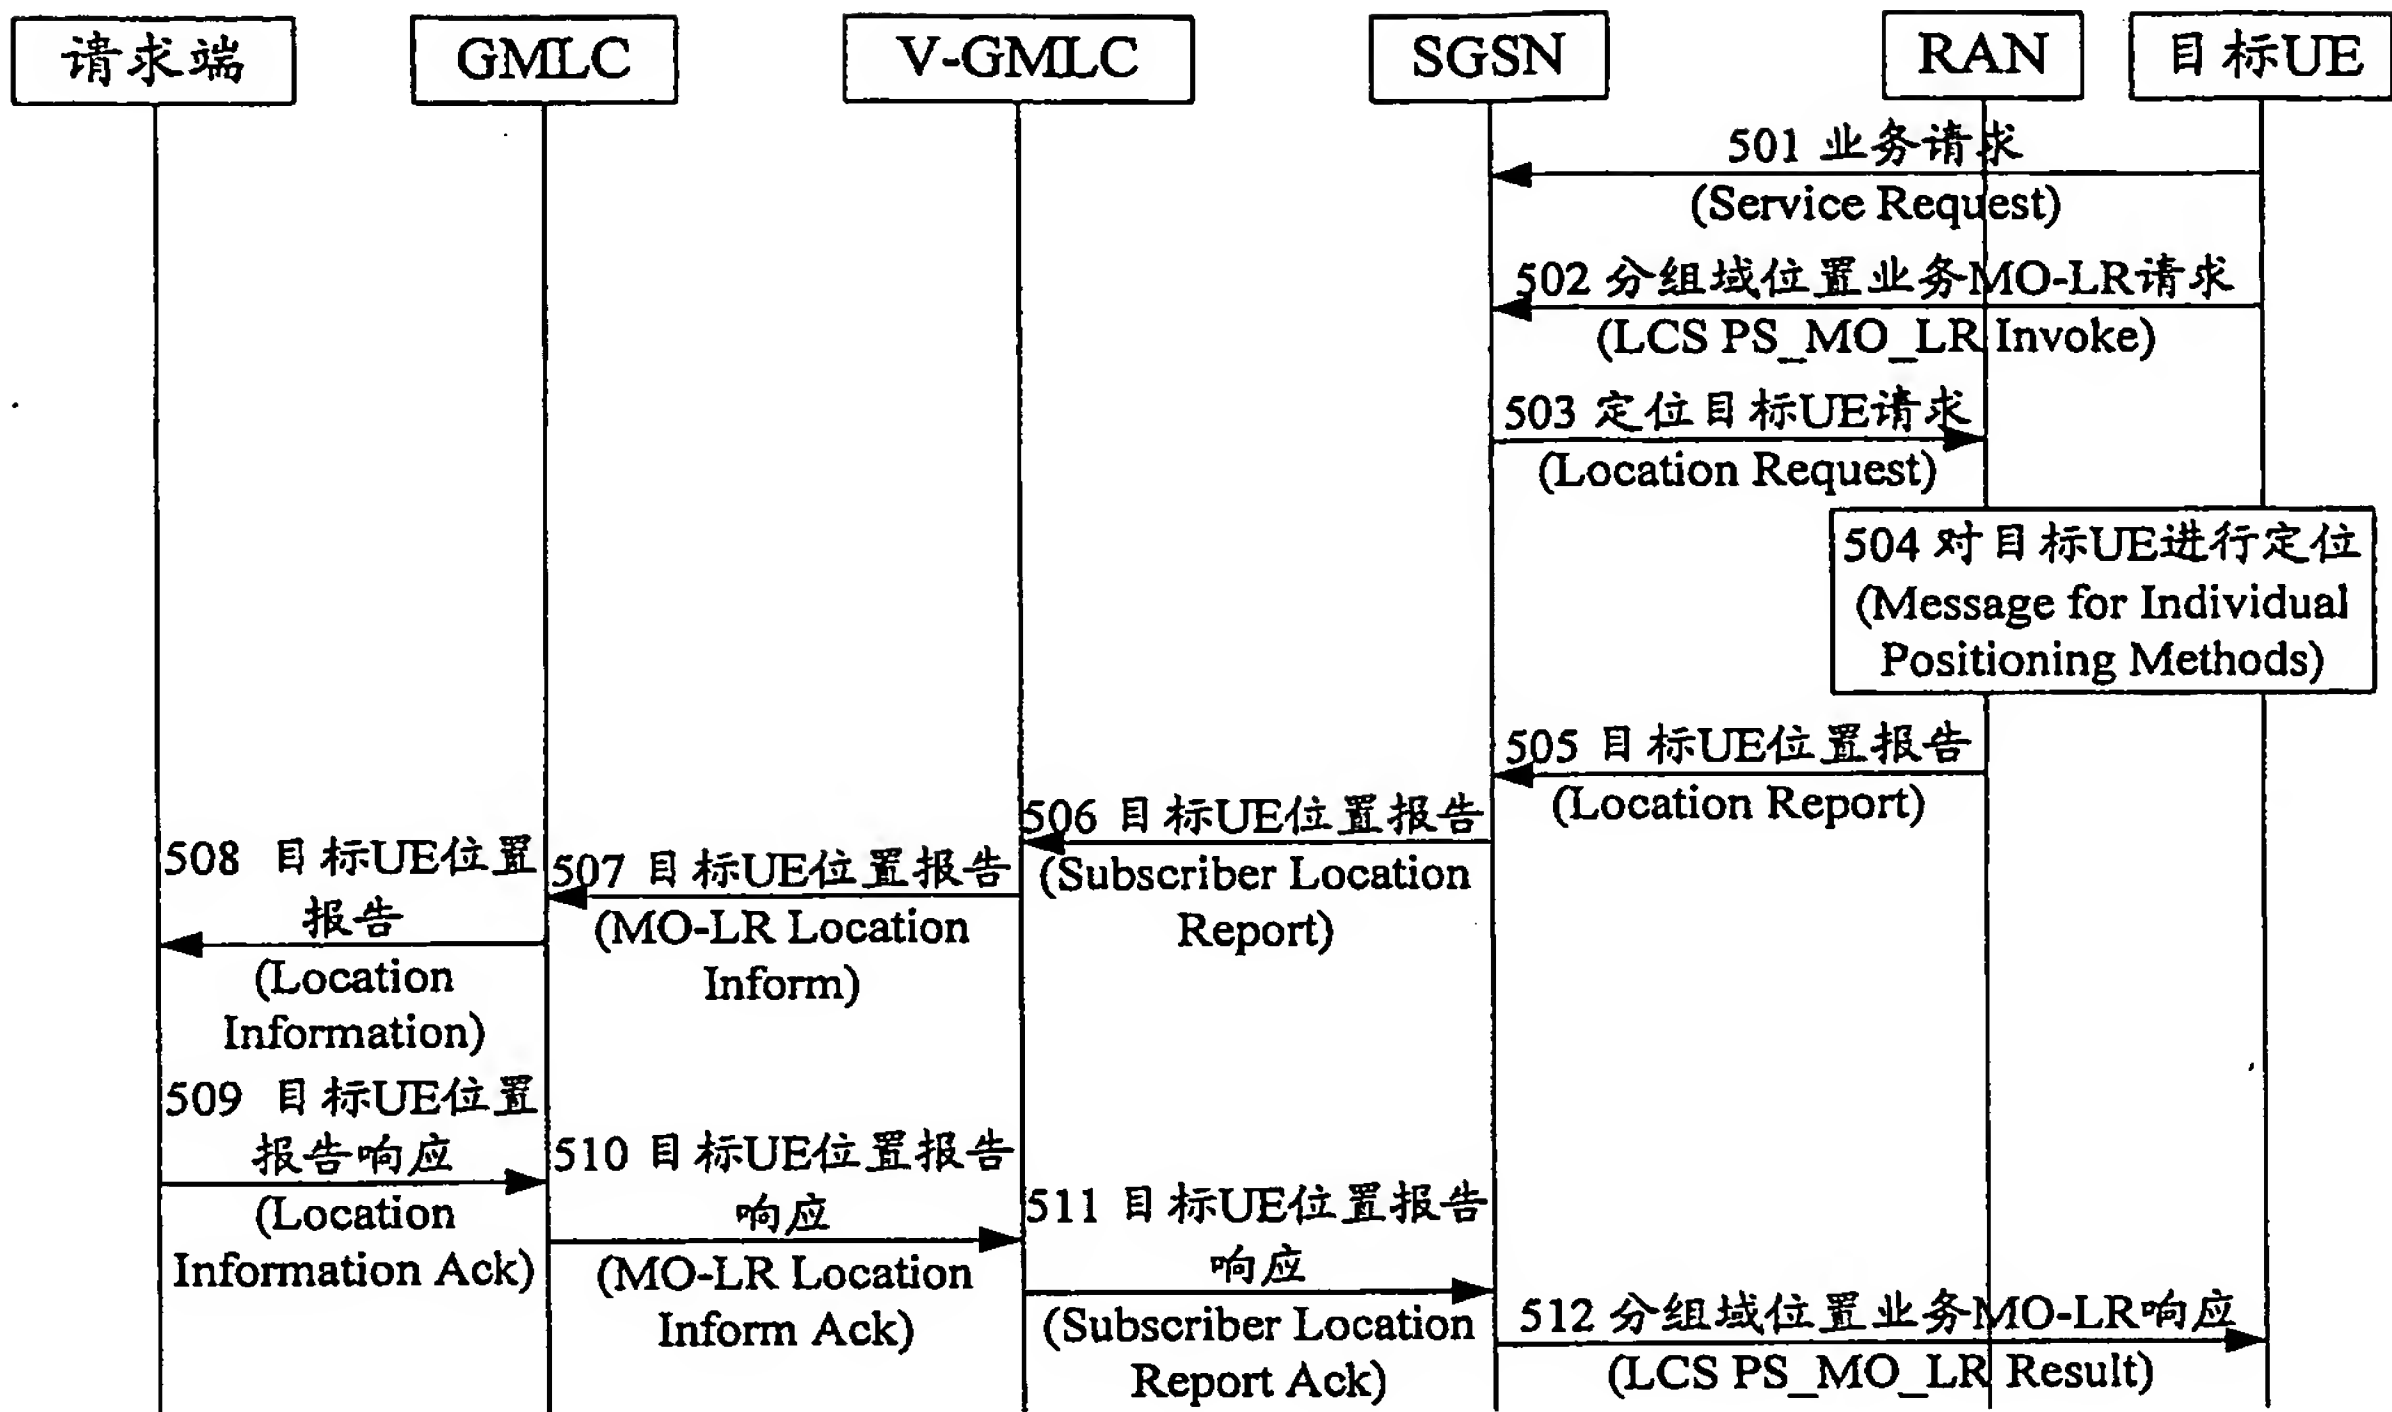 请求端
GMLC
V-GMLC
SGSN
RAN
目标UE
501 业务请求
(Service Request)
502 分组域位置业务MO-LR请求
(LCS PS_MO_LR Invoke)
503 定位目标UE请求
(Location Request)
504 对目标UE进行定位
(Message for Individual
Positioning Methods)
505 目标UE位置报告
(Location Report)
506 目标UE位置报告
(Subscriber Location
Report)
507 目标UE位置报告
(MO-LR Location
Inform)
508 目标UE位置
报告
(Location
Information)
509 目标UE位置
报告响应
(Location
Information Ack)
510 目标UE位置报告
响应
(MO-LR Location
Inform Ack)
511 目标UE位置报告
响应
(Subscriber Location
Report Ack)
512 分组域位置业务MO-LR响应
(LCS PS_MO_LR Result)